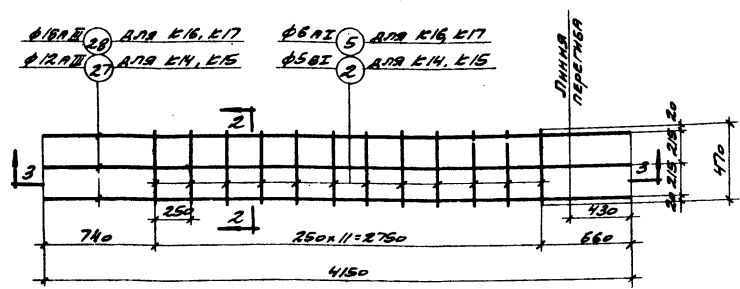 ф16АIII 28 для К16, К17
ф12АIII 27 для К14, К15
ф6АI 5 для К16, К17
ф5ВI 2 для К14, К15
Линия
перегиба
2
2
3
3
20
215
215
20
470
250
430
740
250х11=2750
660
4150